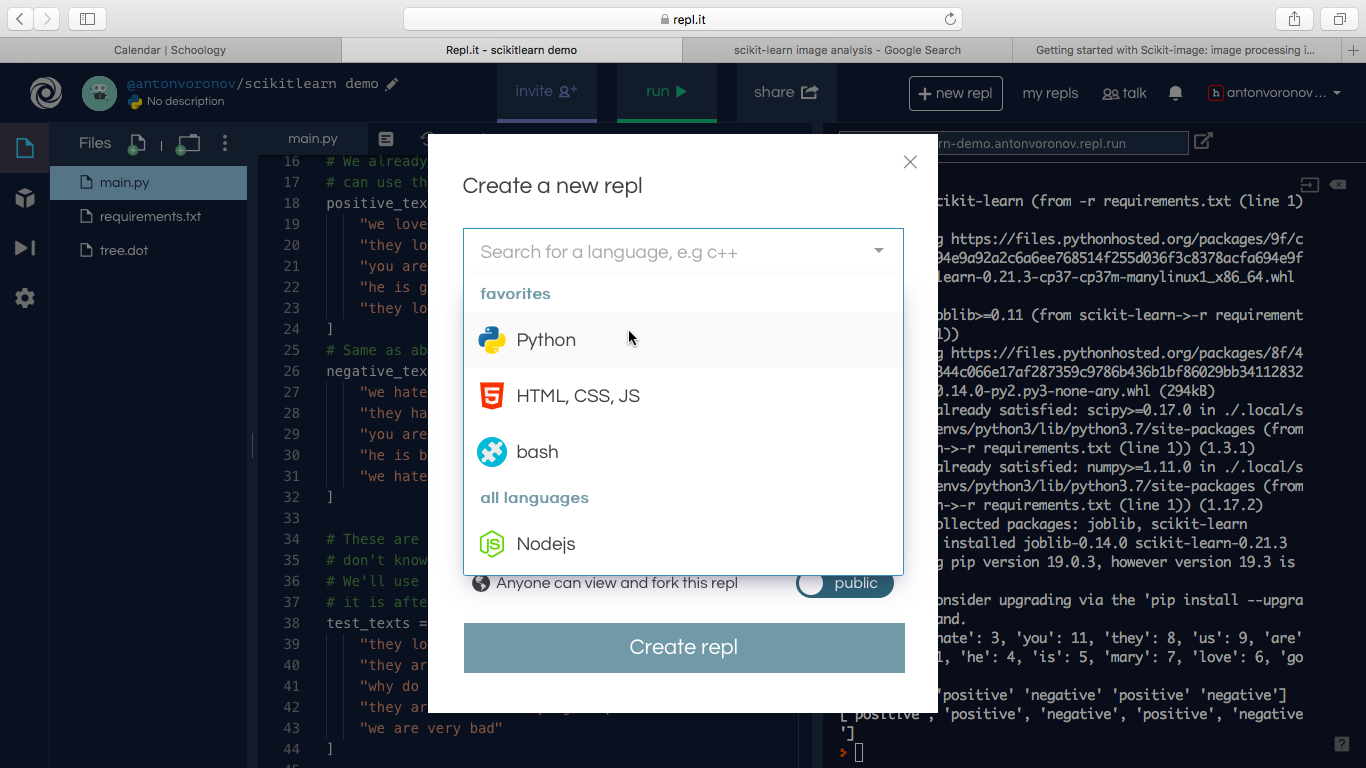 repl.it
Calendar | Schoology
Repl.it - scikitlearn demo
scikit-learn image analysis - Google Search
Getting started with Scikit-image: image processing i...
@antonvoronov/scikitlearn demo
No description
invite
run
share
+ new repl
my repls
talk
h antonvoronov ...
Files
main.py
requirements.txt
tree.dot
main.py
16 # We already
17 # can use th
18 positive_tex
19 "we love
20 "they lo
21 "you are
22 "he is g
23 "they lo
24 ]
25 # Same as ab
26 negative_tex
27 "we hate
28 "they ha
29 "you are
30 "he is b
31 "we hate
32 ]
33
34 # These are
35 # don't know
36 # We'll use
37 # it is afte
38 test_texts =
39 "they lo
40 "they ar
41 "why do
42 "they ar
43 "we are very bad"
44 ]
Create a new repl
Search for a language, e.g c++
favorites
Python
HTML, CSS, JS
bash
all languages
Nodejs
Anyone can view and fork this repl
public
Create repl
rn-demo.antonvoronov.repl.run
cikit-learn (from -r requirements.txt (line 1)
g https://files.pythonhosted.org/packages/9f/c
94e9a92a2c6a6ee768514f255d036f3c8378acfa694e9f
learn-0.21.3-cp37-cp37m-manylinux1_x86_64.whl
oblib>=0.11 (from scikit-learn->-r requirement
1))
g https://files.pythonhosted.org/packages/8f/4
344c066e17af287359c9786b436b1bf86029bb34112832
0.14.0-py2.py3-none-any.whl (294kB)
already satisfied: scipy>=0.17.0 in ./.local/s
envs/python3/lib/python3.7/site-packages (from
n->-r requirements.txt (line 1)) (1.3.1)
already satisfied: numpy>=1.11.0 in ./.local/s
envs/python3/lib/python3.7/site-packages (from
n->-r requirements.txt (line 1)) (1.17.2)
ollected packages: joblib, scikit-learn
installed joblib-0.14.0 scikit-learn-0.21.3
g pip version 19.0.3, however version 19.3 is
onsider upgrading via the 'pip install --upgra
and.
hate': 3, 'you': 11, 'they': 8, 'us': 9, 'are'
1, 'he': 4, 'is': 5, 'mary': 7, 'love': 6, 'go
'positive' 'negative' 'positive' 'negative']
['positive', 'positive', 'negative', 'positive', 'negative
']